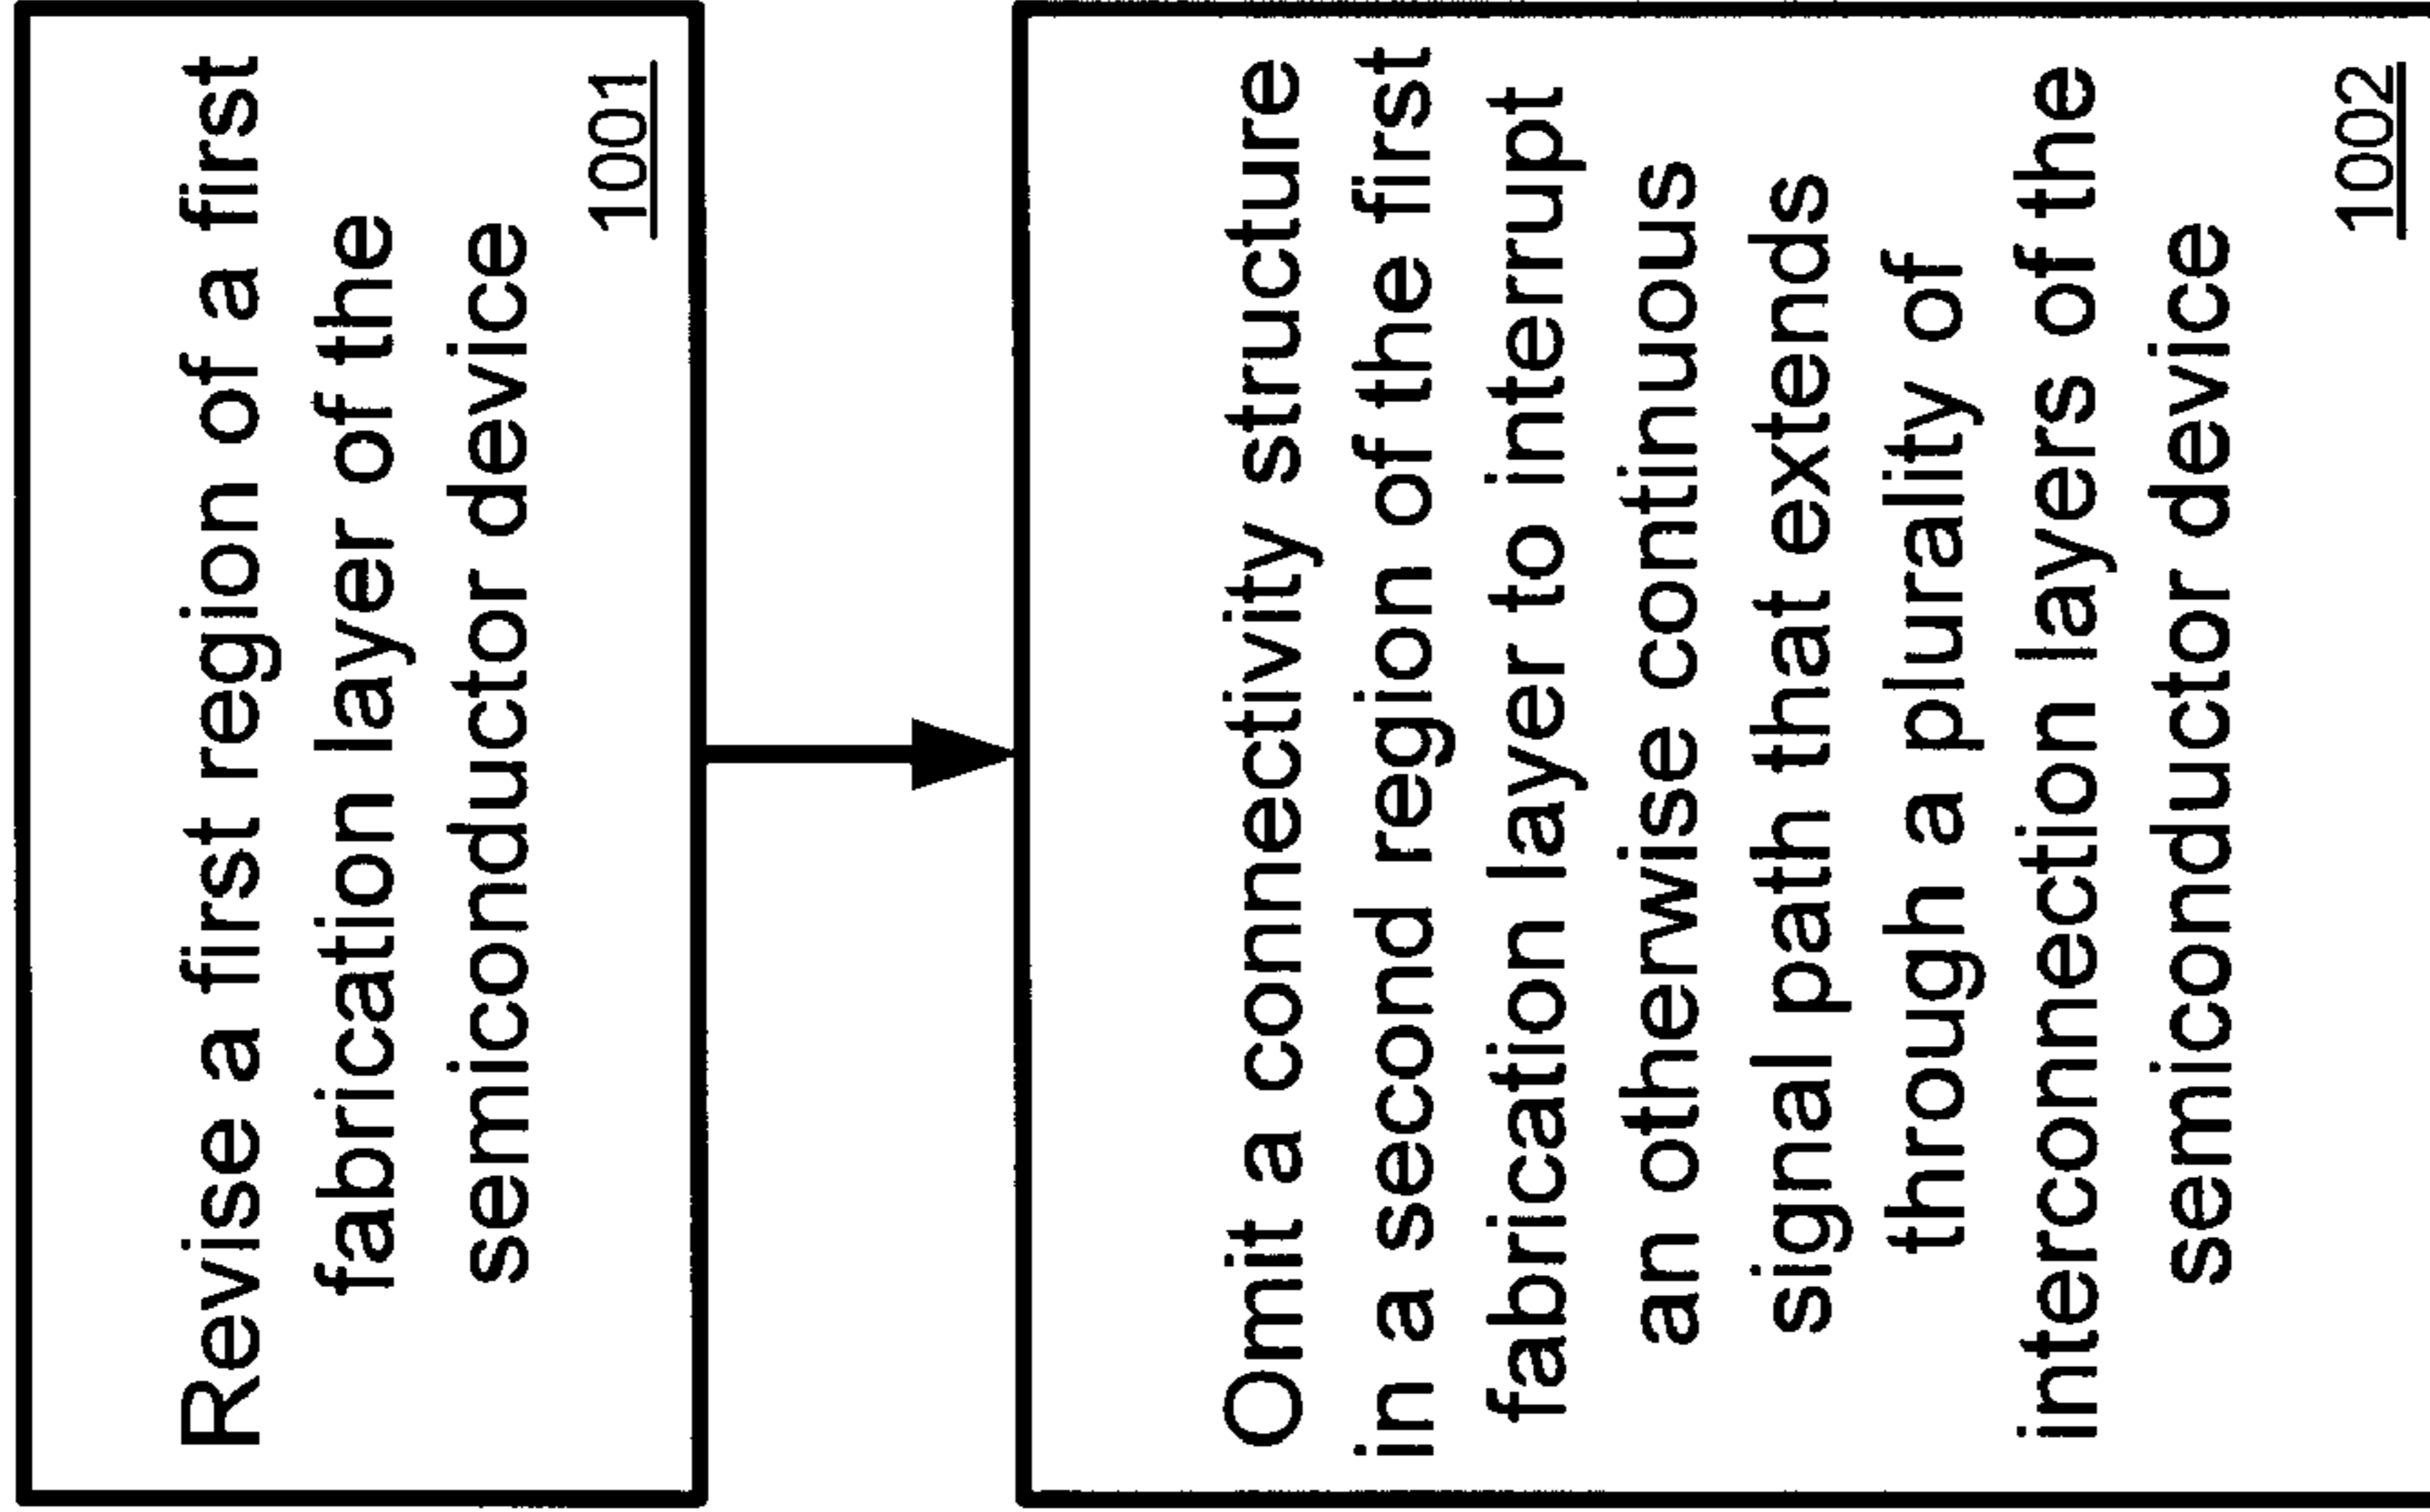 Revise a first region of a first
fabrication layer of the
semiconductor device
1001
Omit a connectivity structure
in a second region of the first
fabrication layer to interrupt
an otherwise continuous
signal path that extends
through a plurality of
interconnection layers of the
semiconductor device
1002